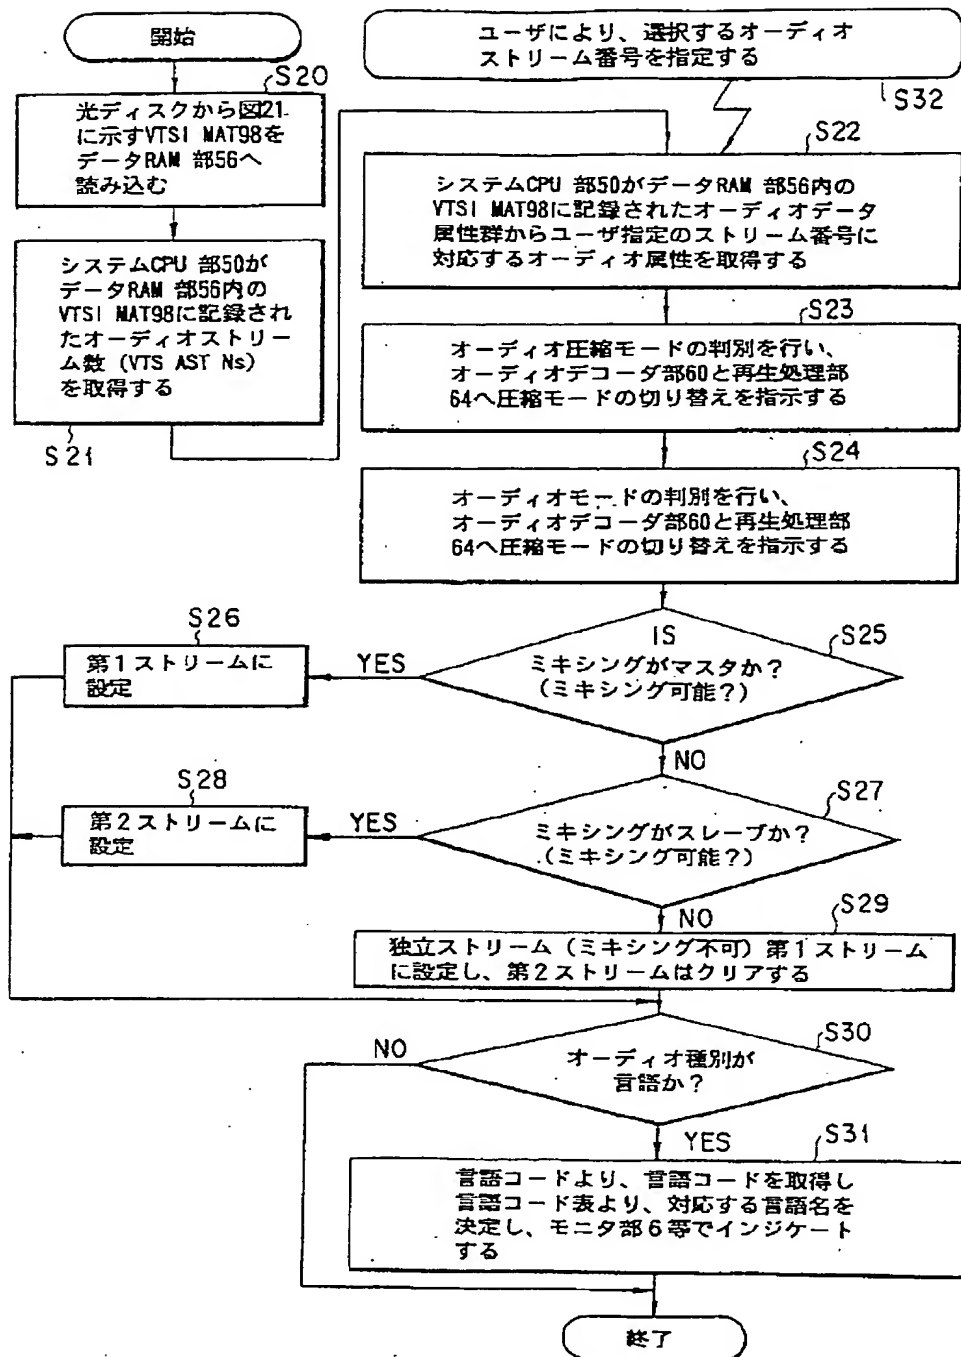 開始
S20
光ディスクから図21
に示すVTSI MAT98を
データRAM 部56へ
読み込む
システムCPU 部50が
データRAM 部56内の
VTSI MAT98に記録され
たオーディオストリー
ム数 (VTS AST Ns)
を取得する
S21
ユーザにより、選択するオーディオ
ストリーム番号を指定する
S32
S22
システムCPU 部50がデータRAM 部56内の
VTSI MAT98に記録されたオーディオデータ
属性群からユーザ指定のストリーム番号に
対応するオーディオ属性を取得する
S23
オーディオ圧縮モードの判別を行い、
オーディオデコーダ部60と再生処理部
64へ圧縮モードの切り替えを指示する
S24
オーディオモードの判別を行い、
オーディオデコーダ部60と再生処理部
64へ圧縮モードの切り替えを指示する
S25
IS
ミキシングがマスタか?
(ミキシング可能?)
YES
S26
第1ストリームに
設定
NO
S27
ミキシングがスレーブか?
(ミキシング可能?)
YES
S28
第2ストリームに
設定
NO
S29
独立ストリーム (ミキシング不可) 第1ストリーム
に設定し、第2ストリームはクリアする
S30
オーディオ種別が
言語か?
NO
YES
S31
言語コードより、言語コードを取得し
言語コード表より、対応する言語名を
決定し、モニタ部6等でインジケート
する
終了